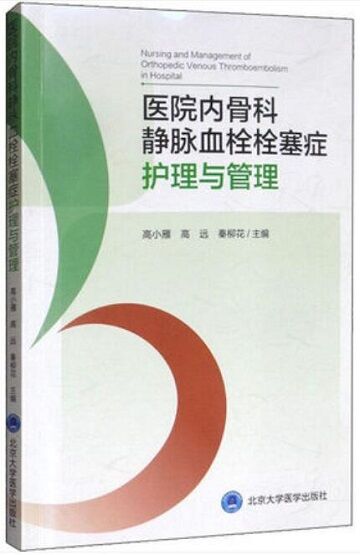 Nursing and Management of
Orthopedic Venous Thromboembolism
in Hospital
医院内骨科
静脉血栓栓塞症
护理与管理
高小雁 高 远 秦柳花/主编
北京大学医学出版社
医院内骨科静脉血栓栓塞症护理与管理
高小雁 高 远 秦柳花 主编
北京大学医学出版社